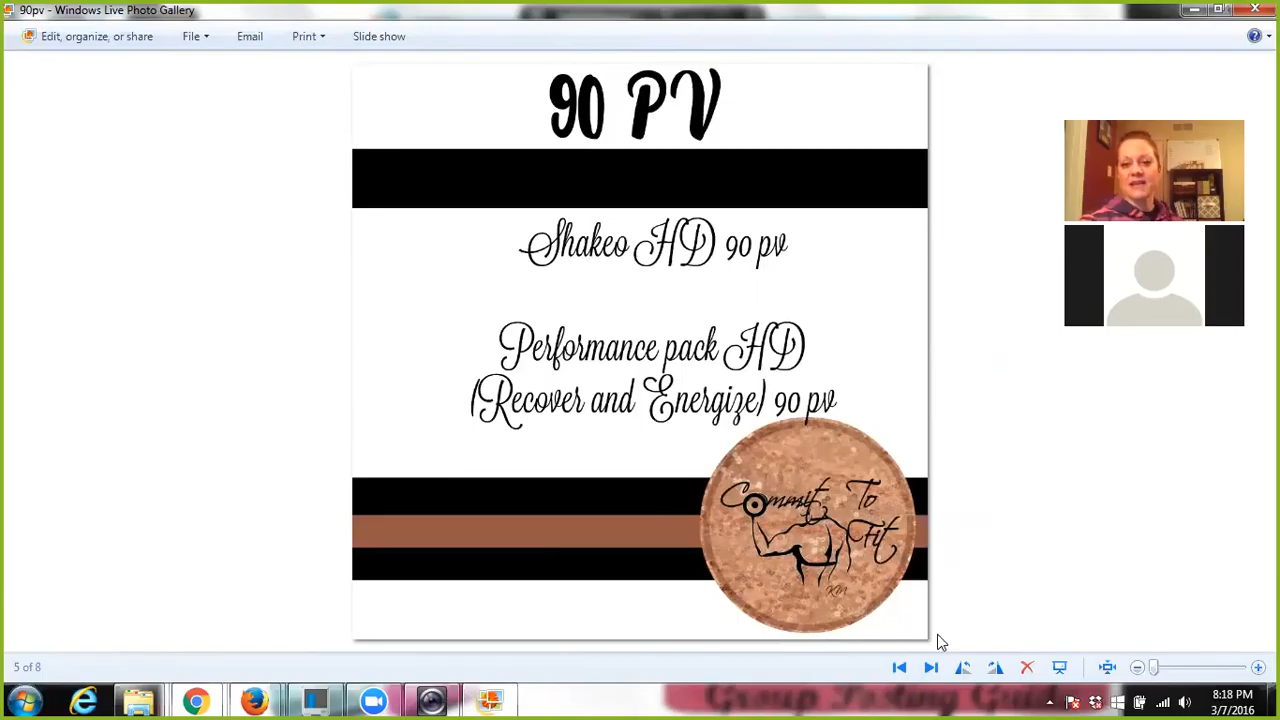 90pv - Windows Live Photo Gallery
Edit, organize, or share
File
Email
Print
Slide show
90 PV
Shakeo HD 90 pv
Performance pack HD
(Recover and Energize) 90 pv
Commit To
Fit
KM
5 of 8
8:18 PM
3/7/2016